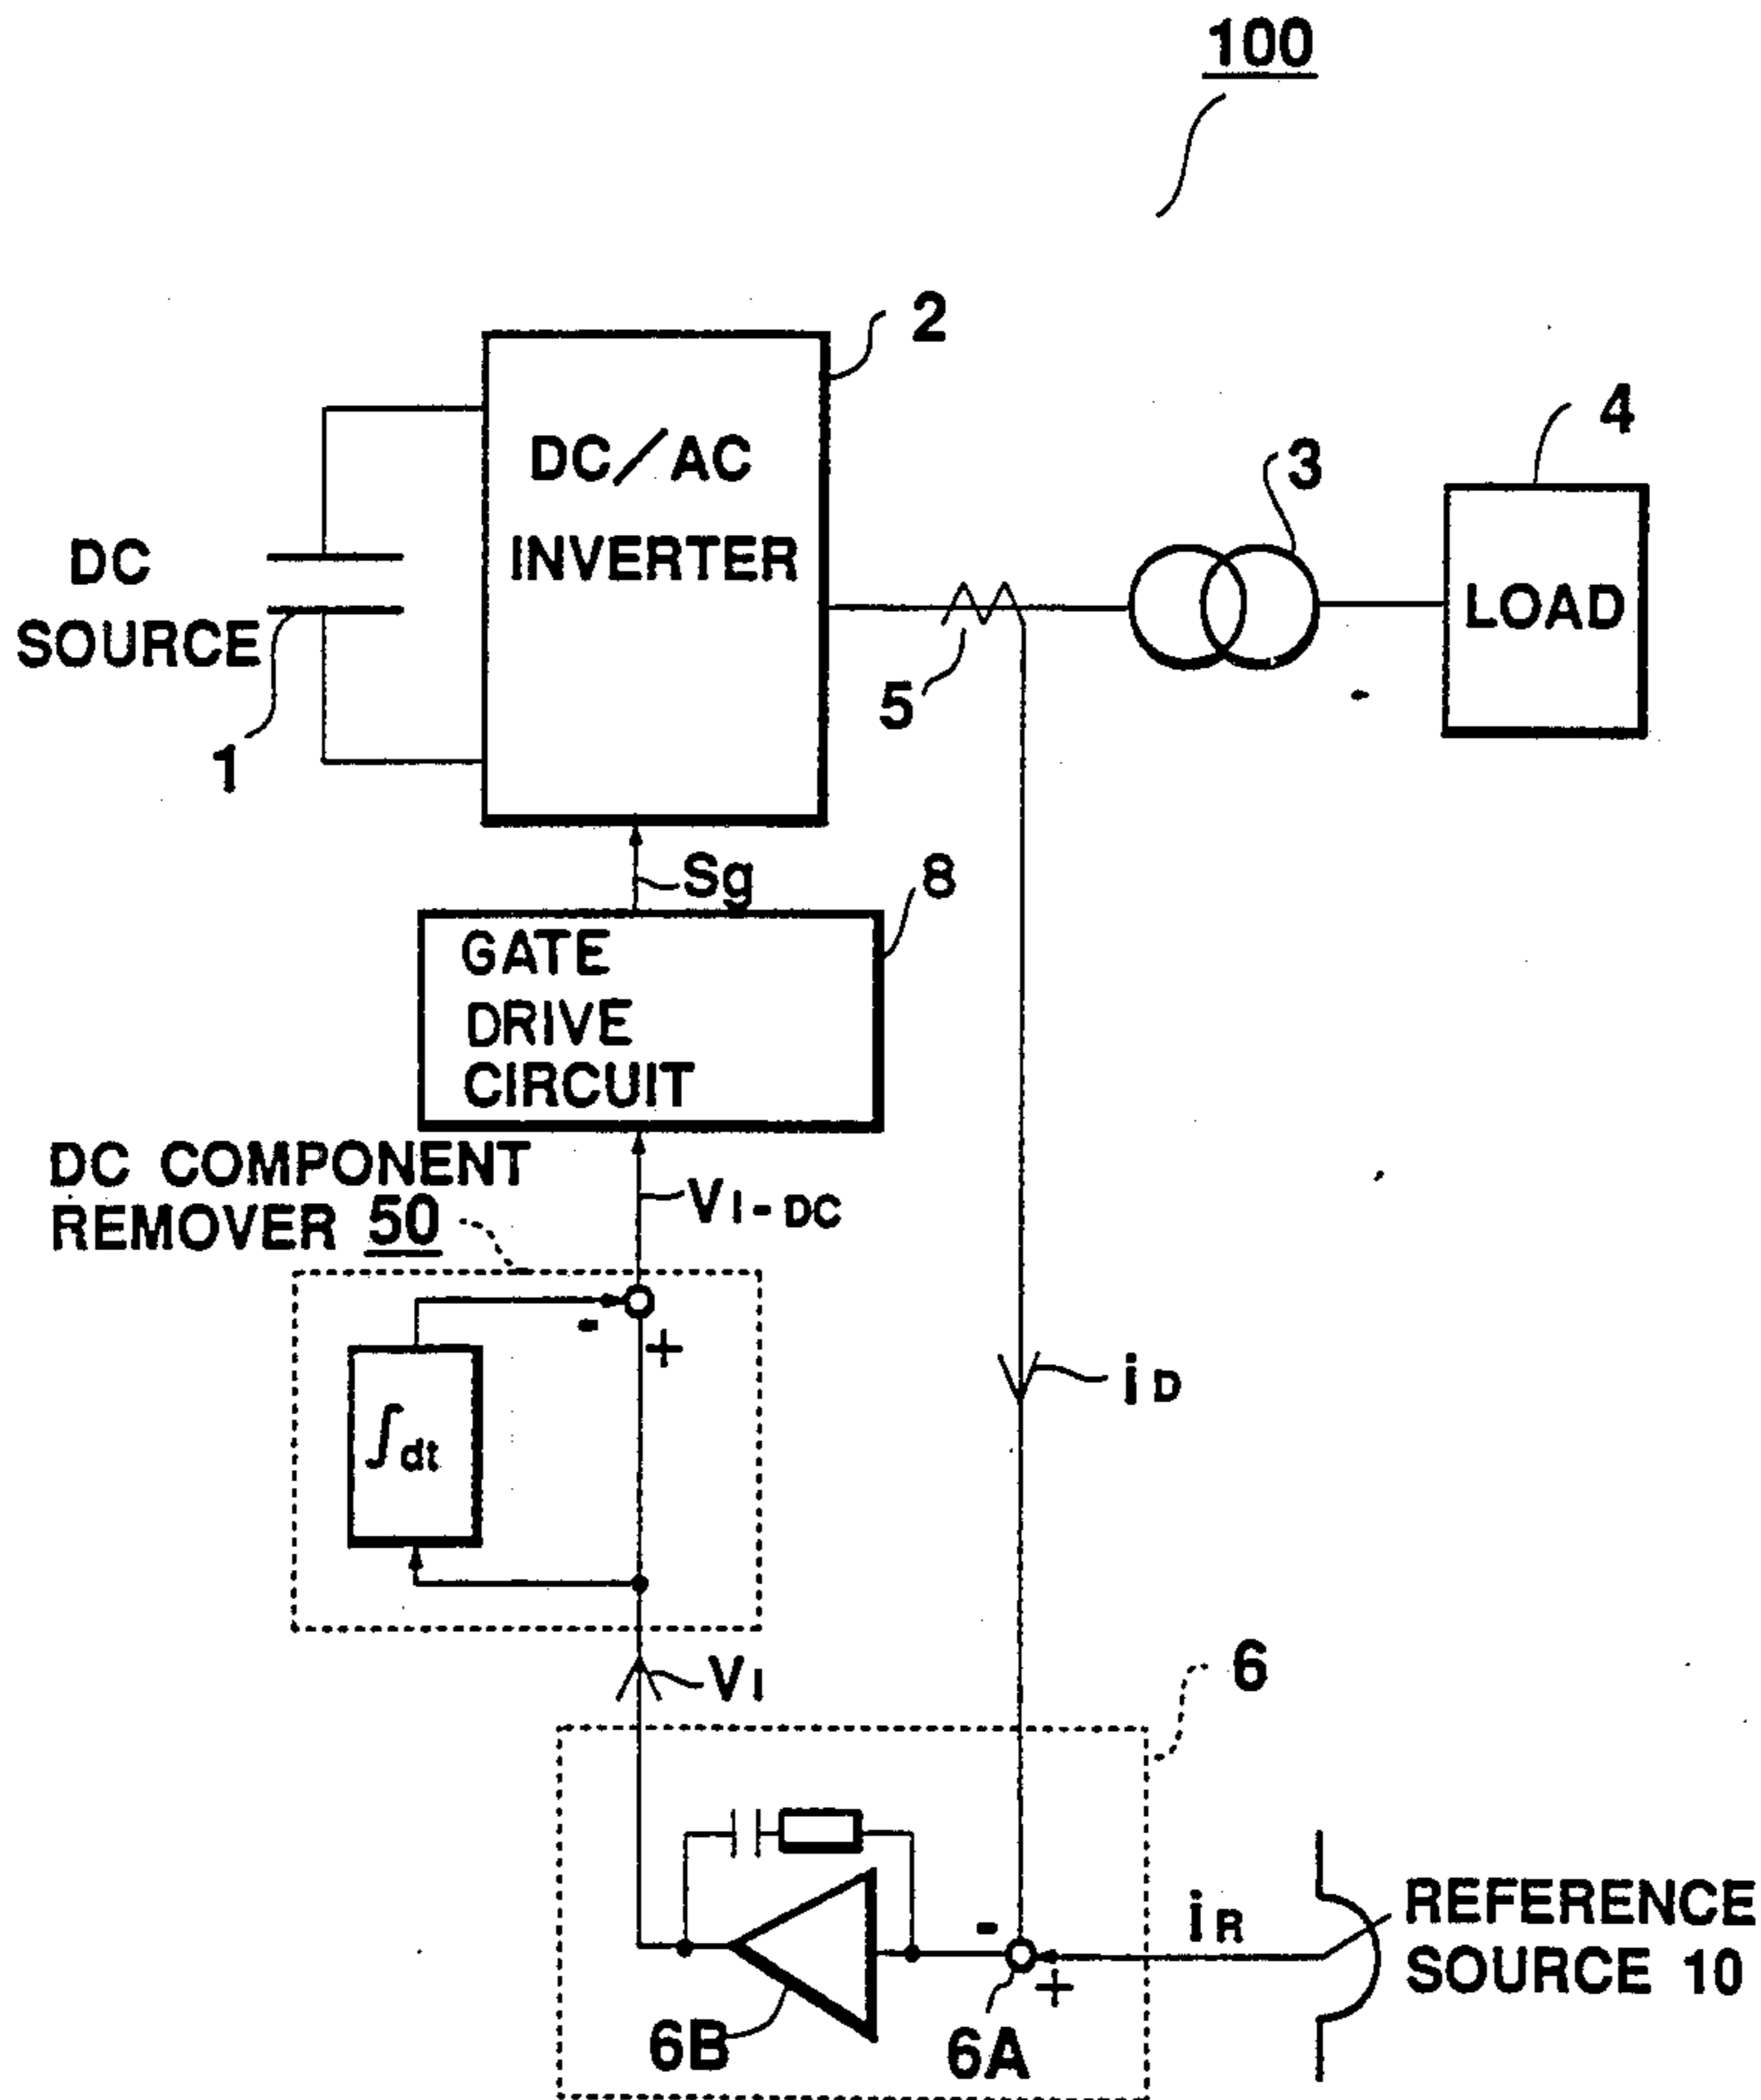 100
2
DC/AC
INVERTER
4
3
DC
SOURCE
LOAD
5
1
Sg
8
GATE
DRIVE
CIRCUIT
DC COMPONENT
REMOVER 50
VI-DC
-
+
iD
∫dt
VI
6
-
iR
+
REFERENCE
SOURCE 10
6B
6A